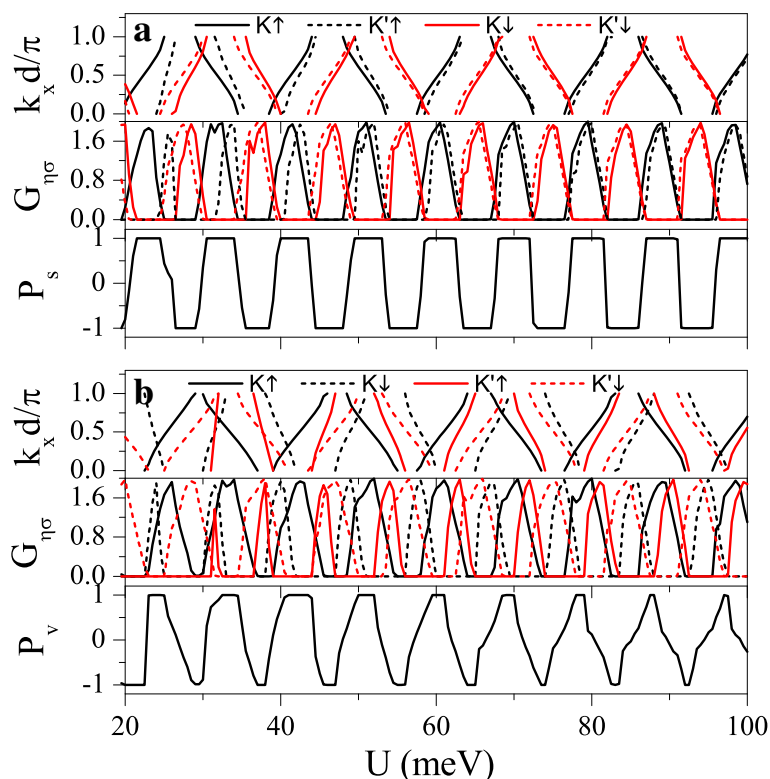 a K↑ K'↑ K↓ K'↓
1.0
0.5
0.0
k_x d/π
1.6
0.8
0.0
G_ησ
1
0
-1
P_s
b K↑ K↓ K'↑ K'↓
1.0
0.5
0.0
k_x d/π
1.6
0.8
0.0
G_ησ
1
0
-1
P_v
20 40 60 80 100
U (meV)